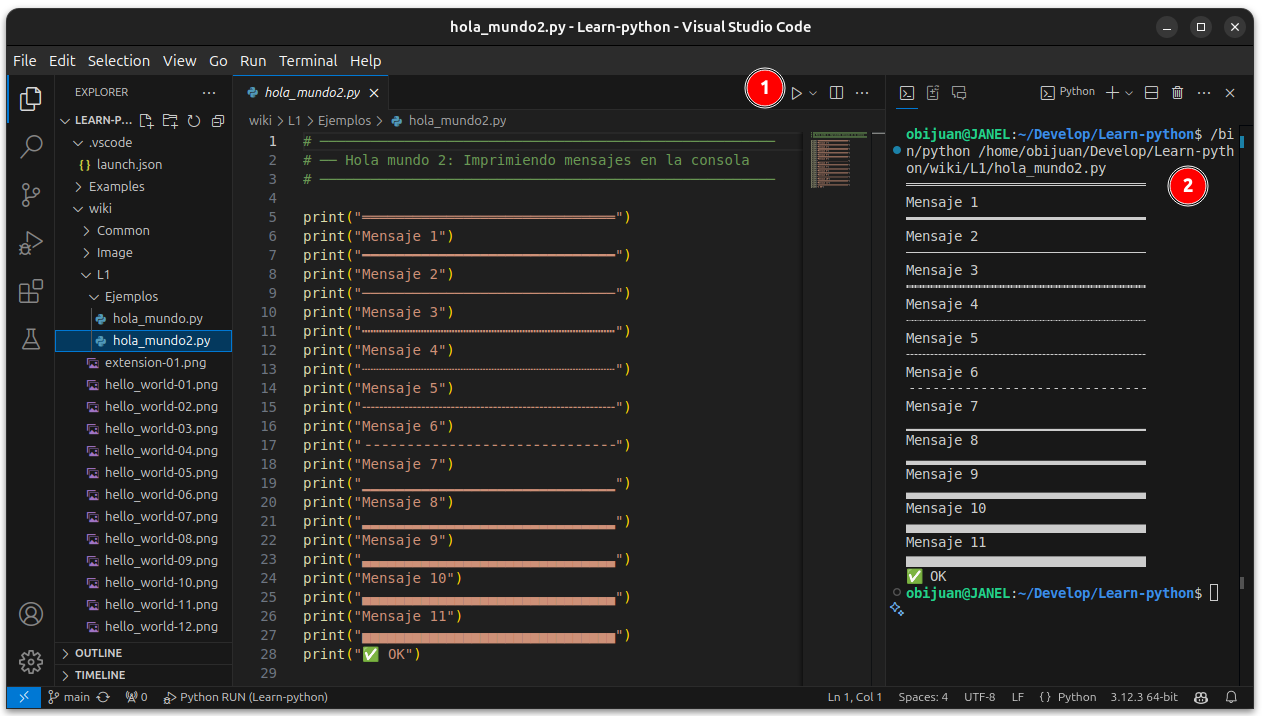 hola_mundo2.py - Learn-python - Visual Studio Code
File Edit Selection View Go Run Terminal Help
EXPLORER
LEARN-P...
.vscode
launch.json
Examples
wiki
Common
Image
L1
Ejemplos
hola_mundo.py
hola_mundo2.py
extension-01.png
hello_world-01.png
hello_world-02.png
hello_world-03.png
hello_world-04.png
hello_world-05.png
hello_world-06.png
hello_world-07.png
hello_world-08.png
hello_world-09.png
hello_world-10.png
hello_world-11.png
hello_world-12.png
OUTLINE
TIMELINE
hola_mundo2.py
1
wiki > L1 > Ejemplos > hola_mundo2.py
1 # ──────────────────────────────
2 # ── Hola mundo 2: Imprimiendo mensajes en la consola
3 # ──────────────────────────────
4
5 print("══════════════════════════════")
6 print("Mensaje 1")
7 print("━━━━━━━━━━━━━━━━━━━━━━━━━━━━━━")
8 print("Mensaje 2")
9 print("──────────────────────────────")
10 print("Mensaje 3")
11 print("┅┅┅┅┅┅┅┅┅┅┅┅┅┅┅┅┅┅┅┅┅┅┅┅┅┅┅┅┅┅")
12 print("Mensaje 4")
13 print("┈┈┈┈┈┈┈┈┈┈┈┈┈┈┈┈┈┈┈┈┈┈┈┈┈┈┈┈┈┈")
14 print("Mensaje 5")
15 print("┄┄┄┄┄┄┄┄┄┄┄┄┄┄┄┄┄┄┄┄┄┄┄┄┄┄┄┄┄┄")
16 print("Mensaje 6")
17 print("------------------------------")
18 print("Mensaje 7")
19 print("▁▁▁▁▁▁▁▁▁▁▁▁▁▁▁▁▁▁▁▁▁▁▁▁▁▁▁▁▁▁")
20 print("Mensaje 8")
21 print("▂▂▂▂▂▂▂▂▂▂▂▂▂▂▂▂▂▂▂▂▂▂▂▂▂▂▂▂▂▂")
22 print("Mensaje 9")
23 print("▃▃▃▃▃▃▃▃▃▃▃▃▃▃▃▃▃▃▃▃▃▃▃▃▃▃▃▃▃▃")
24 print("Mensaje 10")
25 print("▄▄▄▄▄▄▄▄▄▄▄▄▄▄▄▄▄▄▄▄▄▄▄▄▄▄▄▄▄▄")
26 print("Mensaje 11")
27 print("▅▅▅▅▅▅▅▅▅▅▅▅▅▅▅▅▅▅▅▅▅▅▅▅▅▅▅▅▅▅")
28 print("✅ OK")
29
Python
obijuan@JANEL:~/Develop/Learn-python$ /bi
n/python /home/obijuan/Develop/Learn-pyth
on/wiki/L1/hola_mundo2.py
2
Mensaje 1
Mensaje 2
Mensaje 3
Mensaje 4
Mensaje 5
Mensaje 6
------------------------------
Mensaje 7
Mensaje 8
Mensaje 9
Mensaje 10
Mensaje 11
✅ OK
obijuan@JANEL:~/Develop/Learn-python$
main 0 Python RUN (Learn-python) Ln 1, Col 1 Spaces: 4 UTF-8 LF {} Python 3.12.3 64-bit